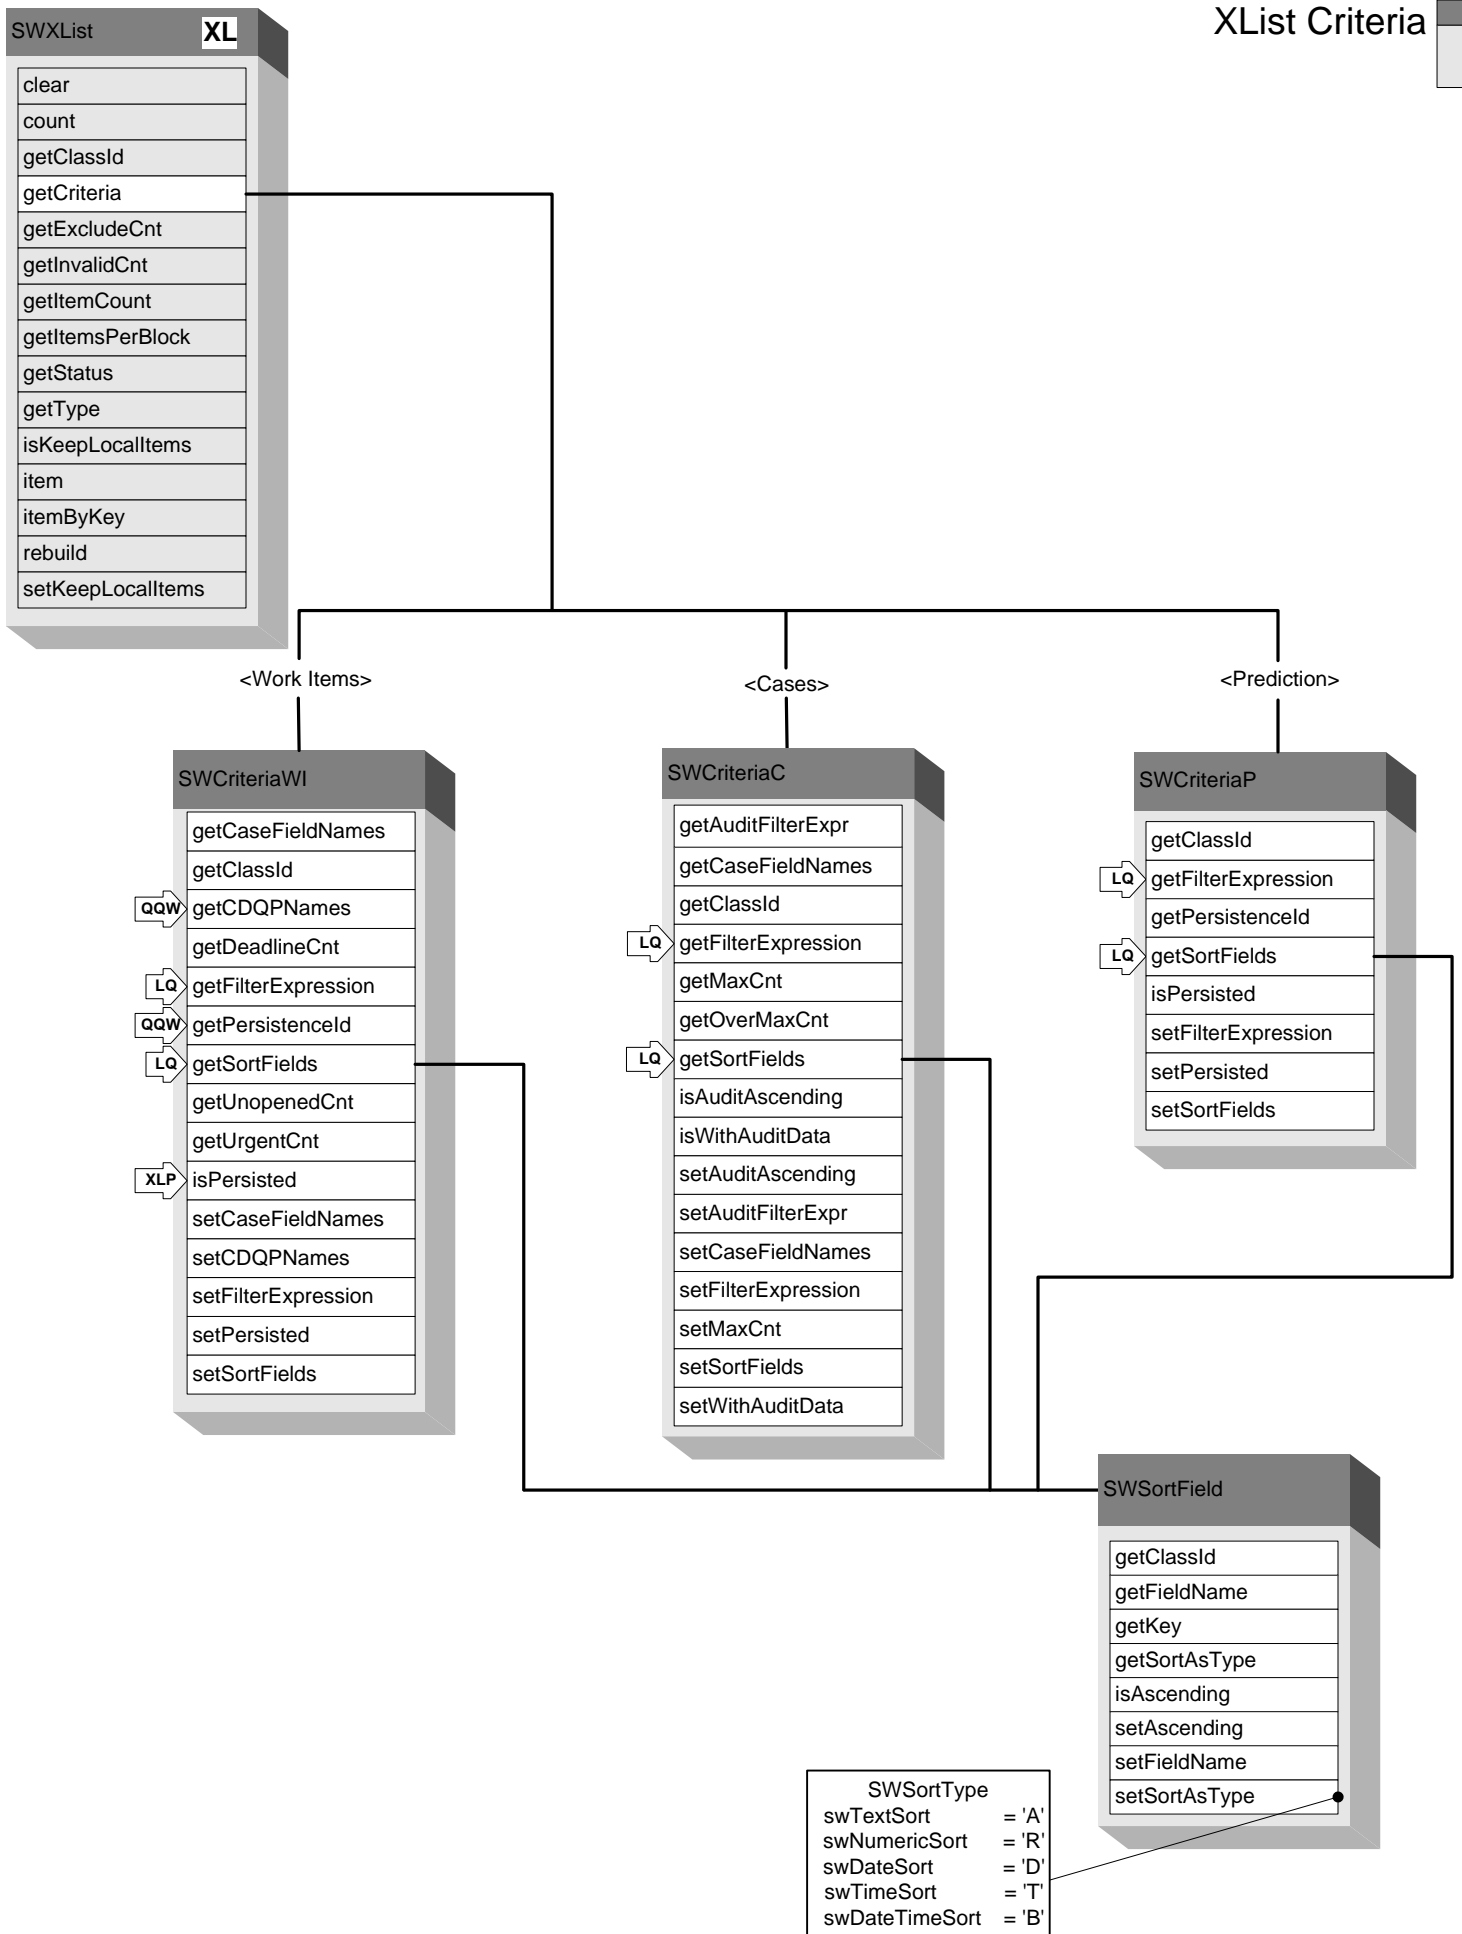 XList Criteria
SWXList XL
clear
count
getClassId
getCriteria
getExcludeCnt
getInvalidCnt
getItemCount
getItemsPerBlock
getStatus
getType
isKeepLocalItems
item
itemByKey
rebuild
setKeepLocalItems
<Work Items>
<Cases>
<Prediction>
SWCriteriaWI
getCaseFieldNames
getClassId
QQW getCDQPNames
getDeadlineCnt
LQ getFilterExpression
QQW getPersistenceId
LQ getSortFields
getUnopenedCnt
getUrgentCnt
XLP isPersisted
setCaseFieldNames
setCDQPNames
setFilterExpression
setPersisted
setSortFields
SWCriteriaC
getAuditFilterExpr
getCaseFieldNames
getClassId
LQ getFilterExpression
getMaxCnt
getOverMaxCnt
LQ getSortFields
isAuditAscending
isWithAuditData
setAuditAscending
setAuditFilterExpr
setCaseFieldNames
setFilterExpression
setMaxCnt
setSortFields
setWithAuditData
SWCriteriaP
getClassId
LQ getFilterExpression
getPersistenceId
LQ getSortFields
isPersisted
setFilterExpression
setPersisted
setSortFields
SWSortField
getClassId
getFieldName
getKey
getSortAsType
isAscending
setAscending
setFieldName
setSortAsType
SWSortType
swTextSort = 'A'
swNumericSort = 'R'
swDateSort = 'D'
swTimeSort = 'T'
swDateTimeSort = 'B'